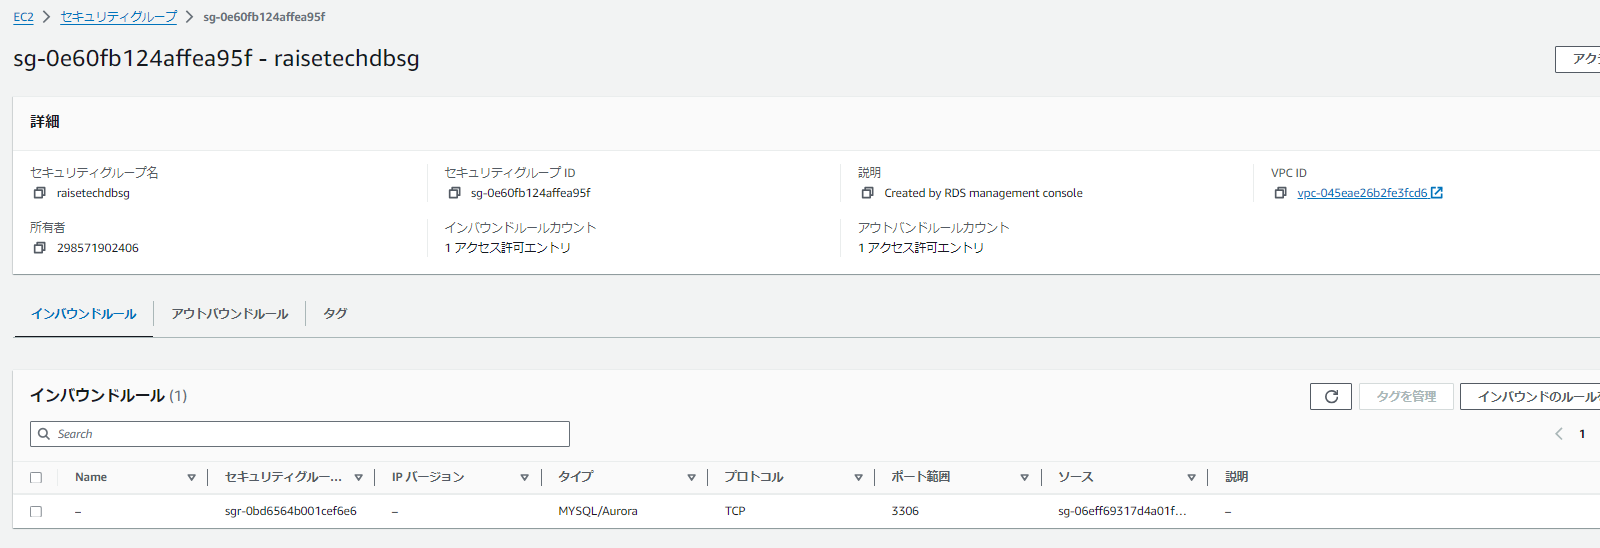 EC2 > セキュリティグループ > sg-0e60fb124affea95f
sg-0e60fb124affea95f - raisetechdbsg
アク
詳細
セキュリティグループ名
raisetechdbsg
セキュリティグループ ID
sg-0e60fb124affea95f
説明
Created by RDS management console
VPC ID
vpc-045eae26b2fe3fcd6
所有者
298571902406
インバウンドルールカウント
1 アクセス許可エントリ
アウトバンドルールカウント
1 アクセス許可エントリ
インバウンドルール アウトバウンドルール タグ
インバウンドルール (1)
タグを管理 インバウンドのルール
Search
1
Name セキュリティグルー... IP バージョン タイプ プロトコル ポート範囲 ソース 説明
– sgr-0bd6564b001cef6e6 – MYSQL/Aurora TCP 3306 sg-06eff69317d4a01f... –